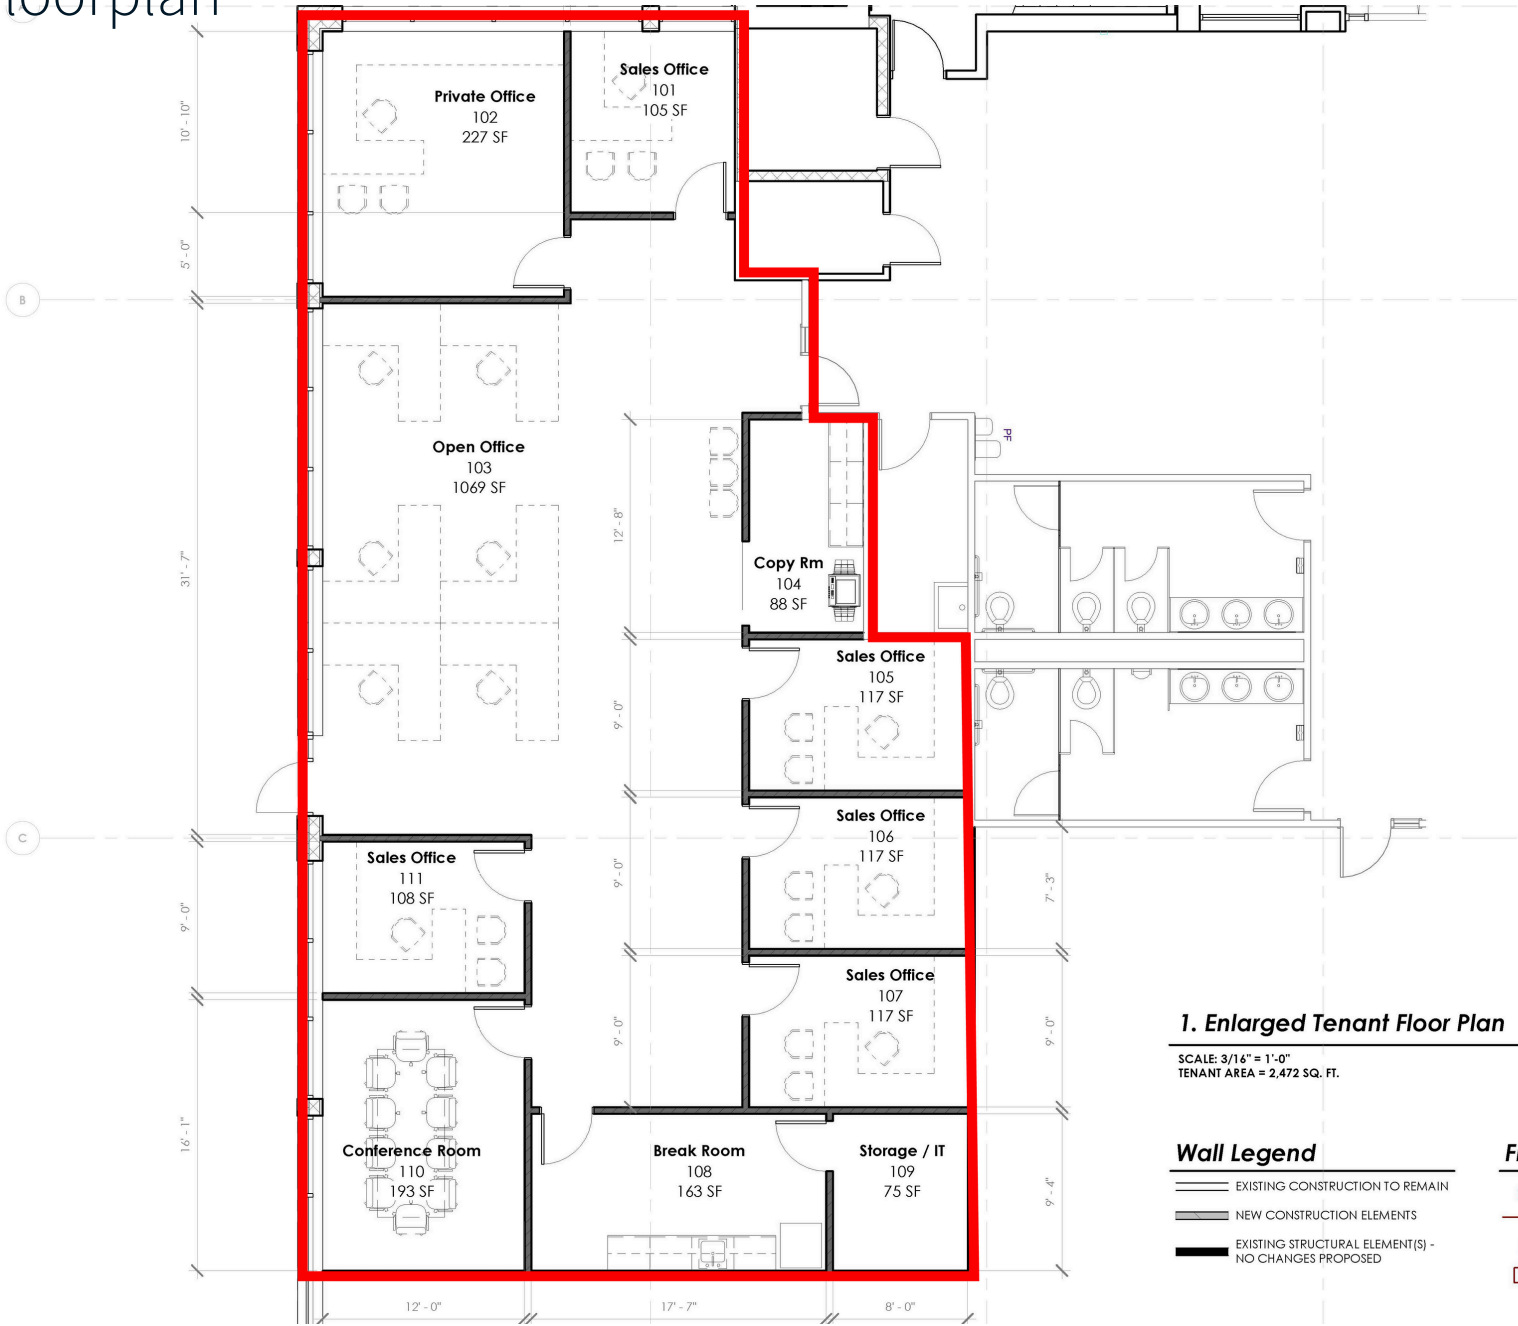 Private Office
102
227 SF
Sales Office
101
105 SF
10' - 10"
5' - 0"
B
Open Office
103
1069 SF
PF
12' - 8"
31' - 7"
Copy Rm
104
88 SF
Sales Office
105
117 SF
9' - 0"
C
Sales Office
106
117 SF
9' - 0"
7' - 3"
Sales Office
111
108 SF
9' - 0"
Sales Office
107
117 SF
9' - 0"
9' - 0"
1. Enlarged Tenant Floor Plan
SCALE: 3/16" = 1'-0"
TENANT AREA = 2,472 SQ. FT.
16' - 1"
Conference Room
110
193 SF
Break Room
108
163 SF
Storage / IT
109
75 SF
9' - 4"
Wall Legend
EXISTING CONSTRUCTION TO REMAIN
NEW CONSTRUCTION ELEMENTS
EXISTING STRUCTURAL ELEMENT(S) -
NO CHANGES PROPOSED
12' - 0"
17' - 7"
8' - 0"